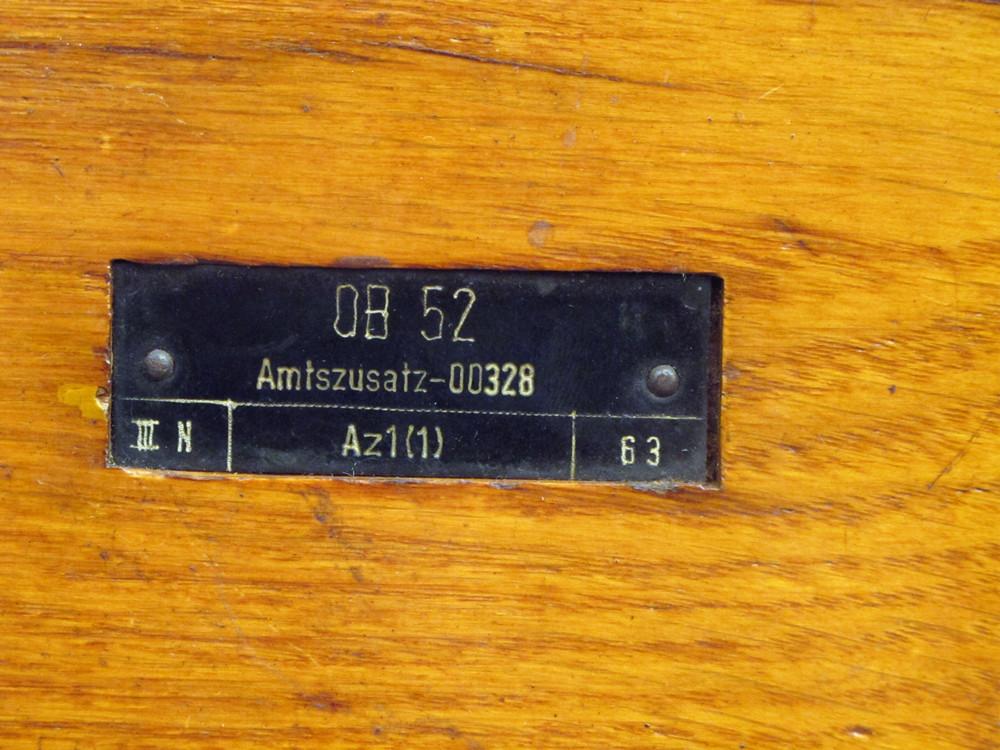 OB 52
Amtszusatz-00328
III N Az1(1) 63